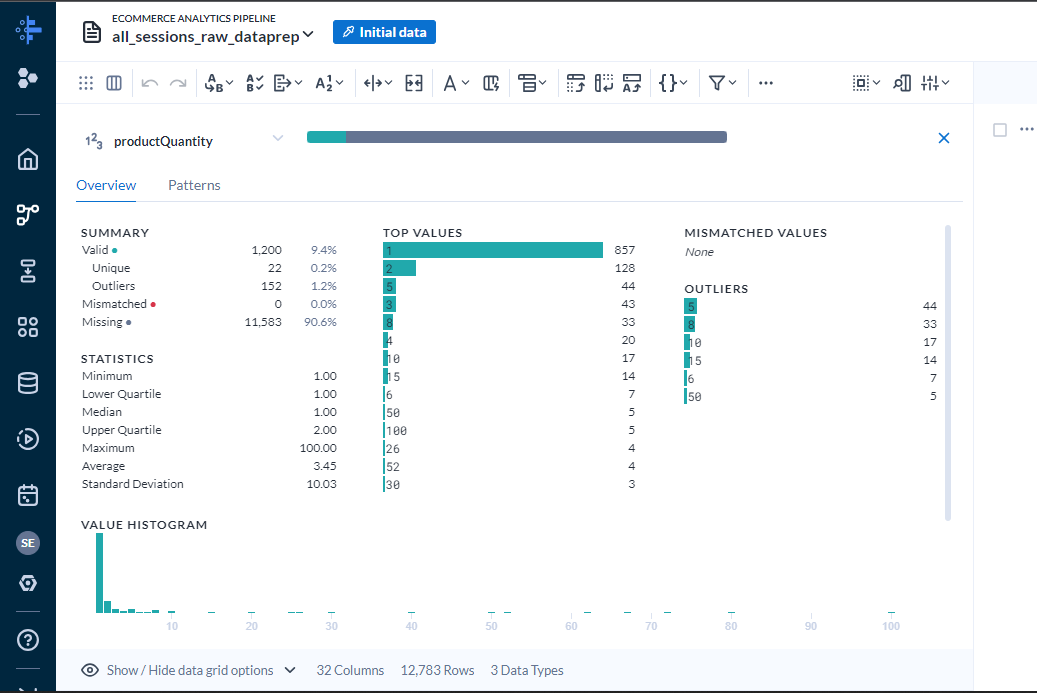 ECOMMERCE ANALYTICS PIPELINE
all_sessions_raw_dataprep
Initial data
productQuantity
Overview Patterns
SUMMARY
Valid 1,200 9.4%
Unique 22 0.2%
Outliers 152 1.2%
Mismatched 0 0.0%
Missing 11,583 90.6%
STATISTICS
Minimum 1.00
Lower Quartile 1.00
Median 1.00
Upper Quartile 2.00
Maximum 100.00
Average 3.45
Standard Deviation 10.03
TOP VALUES
1 857
2 128
5 44
3 43
8 33
4 20
10 17
15 14
6 7
50 5
100 5
26 4
52 4
30 3
MISMATCHED VALUES
None
OUTLIERS
5 44
8 33
10 17
15 14
6 7
50 5
VALUE HISTOGRAM
10 20 30 40 50 60 70 80 90 100
SE
Show / Hide data grid options 32 Columns 12,783 Rows 3 Data Types